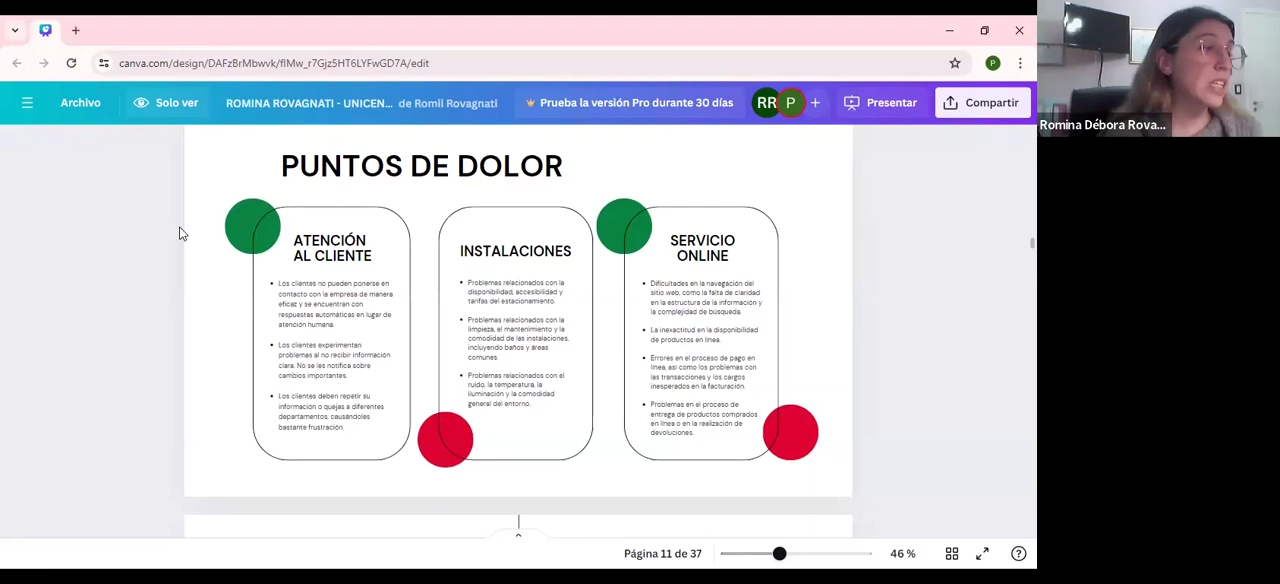 canva.com/design/DAFzBrMbwvk/flMw_r7Gjz5HT6LYFwGD7A/edit
P
Archivo
Solo ver
ROMINA ROVAGNATI - UNICEN... de Romii Rovagnati
Prueba la versión Pro durante 30 días
RR
P
+
Presentar
Compartir
Romina Débora Rova...
PUNTOS DE DOLOR
ATENCIÓN
AL CLIENTE
• Los clientes no pueden ponerse en
contacto con la empresa de manera
eficaz y se encuentran con
respuestas automáticas en lugar de
atención humana.
• Los clientes experimentan
problemas al no recibir información
clara. No se les notifica sobre
cambios importantes.
• Los clientes deben repetir su
información o quejas a diferentes
departamentos, causándoles
bastante frustración.
INSTALACIONES
• Problemas relacionados con la
disponibilidad, accesibilidad y
tarifas del estacionamiento.
• Problemas relacionados con la
limpieza, el mantenimiento y la
comodidad de las instalaciones,
incluyendo baños y áreas
comunes.
• Problemas relacionados con el
ruido, la temperatura, la
iluminación y la comodidad
general del entorno.
SERVICIO
ONLINE
• Dificultades en la navegación del
sitio web, como la falta de claridad
en la estructura de la información y
la complejidad de búsqueda.
• La inexactitud en la disponibilidad
de productos en línea.
• Errores en el proceso de pago en
línea, así como los problemas con
las transacciones y los cargos
inesperados en la facturación.
• Problemas en el proceso de
entrega de productos comprados
en línea o en la realización de
devoluciones.
Página 11 de 37
46 %